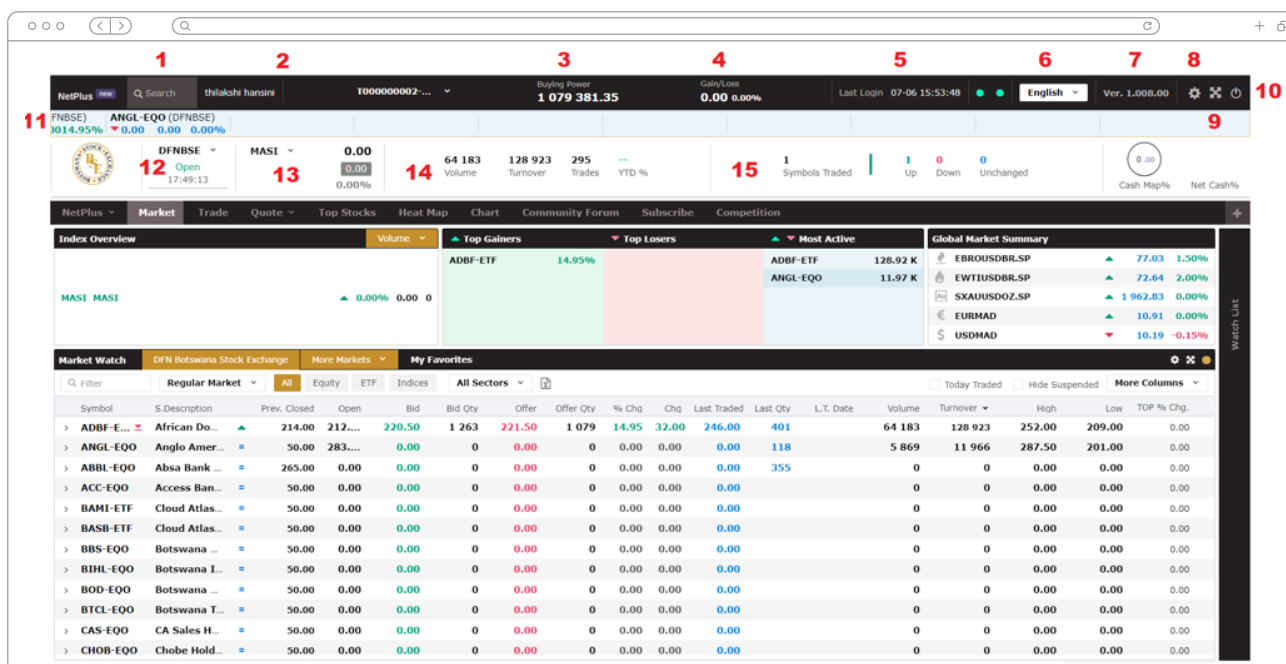 1 2 3 4 5 6 7 8
NetPlus new Search thilakshi hansini T000000002-... Buying Power 1 079 381.35 Gain/Loss 0.00 0.00% Last Login 07-06 15:53:48 English Ver. 1.008.00 10
11 FNBSE) ANGL-EQO (DFNBSE) 9
0014.95% 0.00 0.00 0.00%
DFNBSE MASI 0.00 64 183 128 923 295 -- 1 1 0 0 0.00
12 Open 13 0.00 14 Volume Turnover Trades YTD % 15 Symbols Traded Up Down Unchanged
17:49:13 0.00% Cash Map% Net Cash%
NetPlus Market Trade Quote Top Stocks Heat Map Chart Community Forum Subscribe Competition +
Index Overview Volume Top Gainers Top Losers Most Active Global Market Summary
ADBF-ETF 14.95% ADBF-ETF 128.92 K EBROUSDBR.SP 77.03 1.50%
ANGL-EQO 11.97 K EWTIUSDBR.SP 72.64 2.00%
MASI MASI 0.00% 0.00 0 SXAUUSDOZ.SP 1 962.83 0.00%
€ EURMAD 10.91 0.00%
$ USDMAD 10.19 -0.15%
Watch List
Market Watch DFN Botswana Stock Exchange More Markets My Favorites
Filter Regular Market All Equity ETF Indices All Sectors Today Traded Hide Suspended More Columns
Symbol S.Description Prev. Closed Open Bid Bid Qty Offer Offer Qty % Chg Chg Last Traded Last Qty L.T. Date Volume Turnover High Low TOP % Chg.
ADBF-E... African Do... 214.00 212.... 220.50 1 263 221.50 1 079 14.95 32.00 246.00 401 64 183 128 923 252.00 209.00 0.00
ANGL-EQO Anglo Amer... = 50.00 283.... 0.00 0 0.00 0 0.00 0.00 0.00 118 5 869 11 966 287.50 201.00 0.00
ABBL-EQO Absa Bank ... = 265.00 0.00 0.00 0 0.00 0 0.00 0.00 0.00 355 0 0 0.00 0.00 0.00
ACC-EQO Access Ban... = 50.00 0.00 0.00 0 0.00 0 0.00 0.00 0.00 0 0 0.00 0.00 0.00
BAMI-ETF Cloud Atlas... = 50.00 0.00 0.00 0 0.00 0 0.00 0.00 0.00 0 0 0.00 0.00 0.00
BASB-ETF Cloud Atlas... = 50.00 0.00 0.00 0 0.00 0 0.00 0.00 0.00 0 0 0.00 0.00 0.00
BBS-EQO Botswana ... = 50.00 0.00 0.00 0 0.00 0 0.00 0.00 0.00 0 0 0.00 0.00 0.00
BIHL-EQO Botswana I... = 50.00 0.00 0.00 0 0.00 0 0.00 0.00 0.00 0 0 0.00 0.00 0.00
BOD-EQO Botswana ... = 50.00 0.00 0.00 0 0.00 0 0.00 0.00 0.00 0 0 0.00 0.00 0.00
BTCL-EQO Botswana T... = 50.00 0.00 0.00 0 0.00 0 0.00 0.00 0.00 0 0 0.00 0.00 0.00
CAS-EQO CA Sales H... = 50.00 0.00 0.00 0 0.00 0 0.00 0.00 0.00 0 0 0.00 0.00 0.00
CHOB-EQO Chobe Hold... = 50.00 0.00 0.00 0 0.00 0 0.00 0.00 0.00 0 0 0.00 0.00 0.00